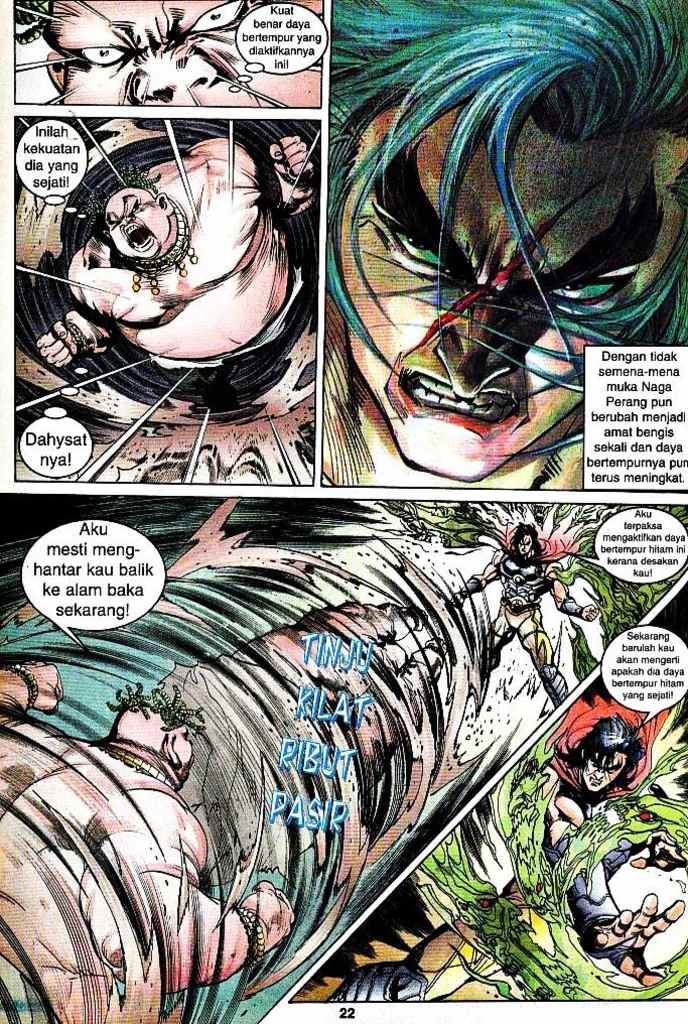 Kuat
benar daya
bertempur yang
diaktifkannya
ini!
Inilah
kekuatan
dia yang
sejati!
Dahysat
nya!
Dengan tidak
semena-mena
muka Naga
Perang pun
berubah menjadi
amat bengis
sekali dan daya
bertempurnya pun
terus meningkat.
Aku
mesti meng-
hantar kau balik
ke alam baka
sekarang!
TINJU
KILAT
RIBUT
PASIR
Aku
terpaksa
mengaktifkan daya
bertempur hitam ini
kerana desakan
kau!
Sekarang
barulah kau
akan mengerti
apakah dia daya
bertempur hitam
yang sejati!
22